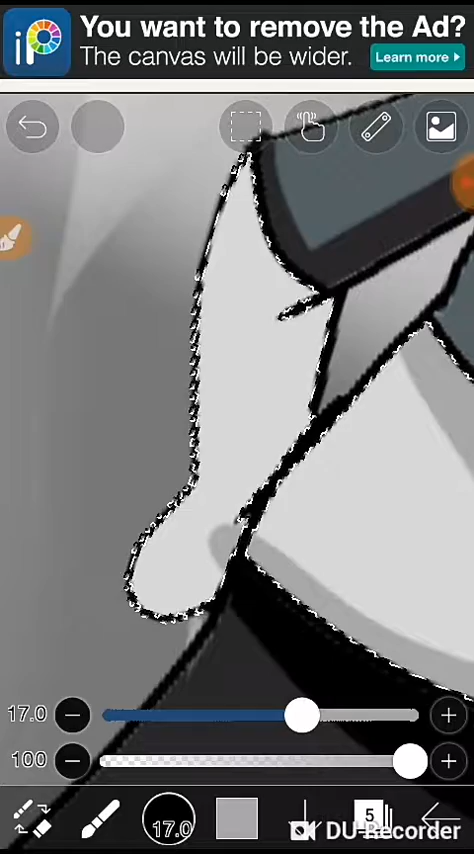 iP
You want to remove the Ad?
The canvas will be wider.
Learn more
17.0
100
17.0
5
DU Recorder